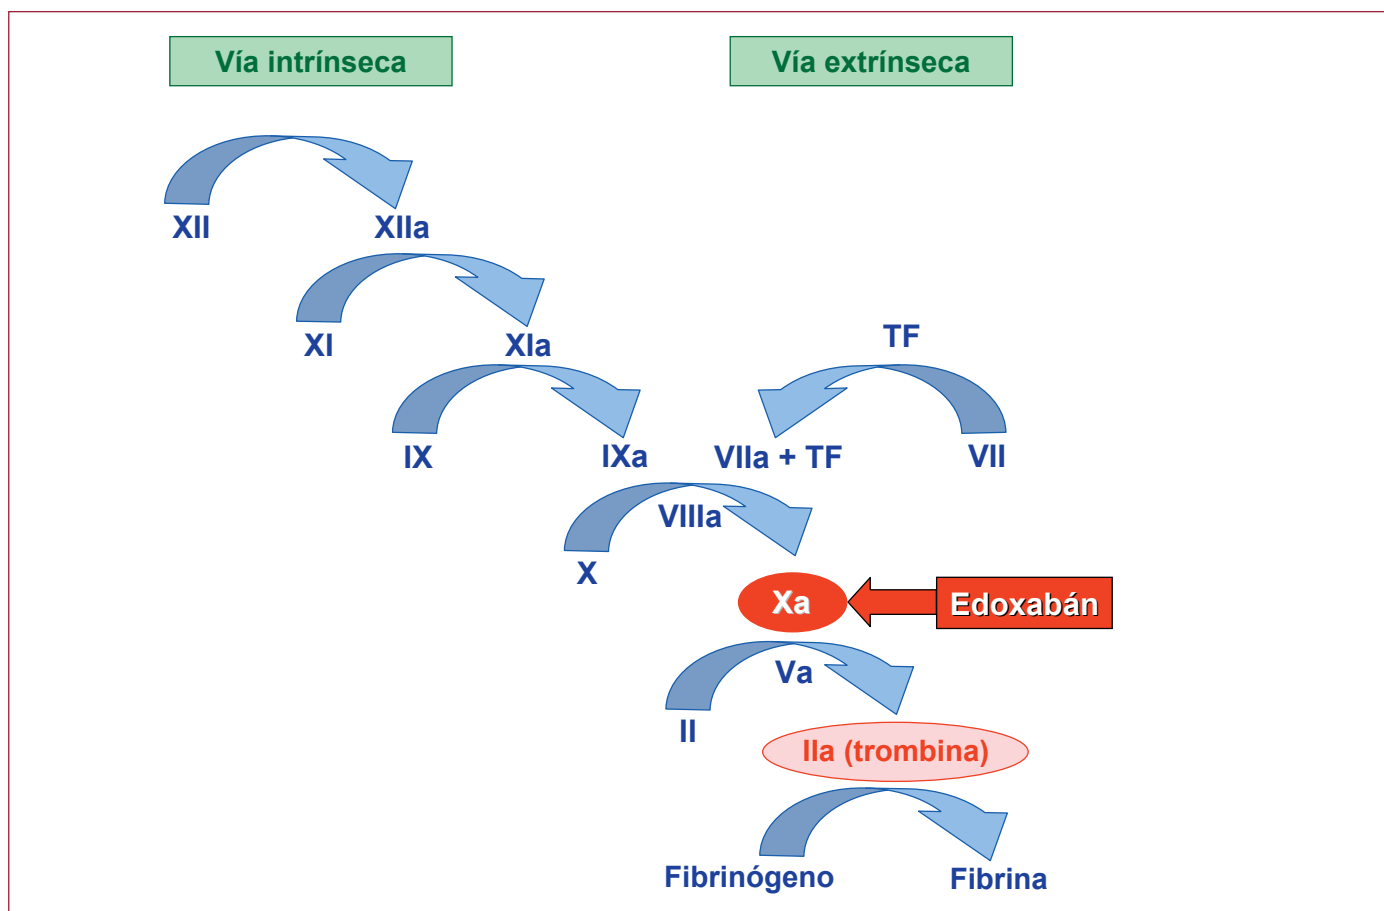 Vía intrínseca
Vía extrínseca
XII
XIIa
XI
XIa
TF
IX
IXa
VIIa + TF
VII
VIIIa
X
Xa
Edoxabán
Va
II
IIa (trombina)
Fibrinógeno
Fibrina